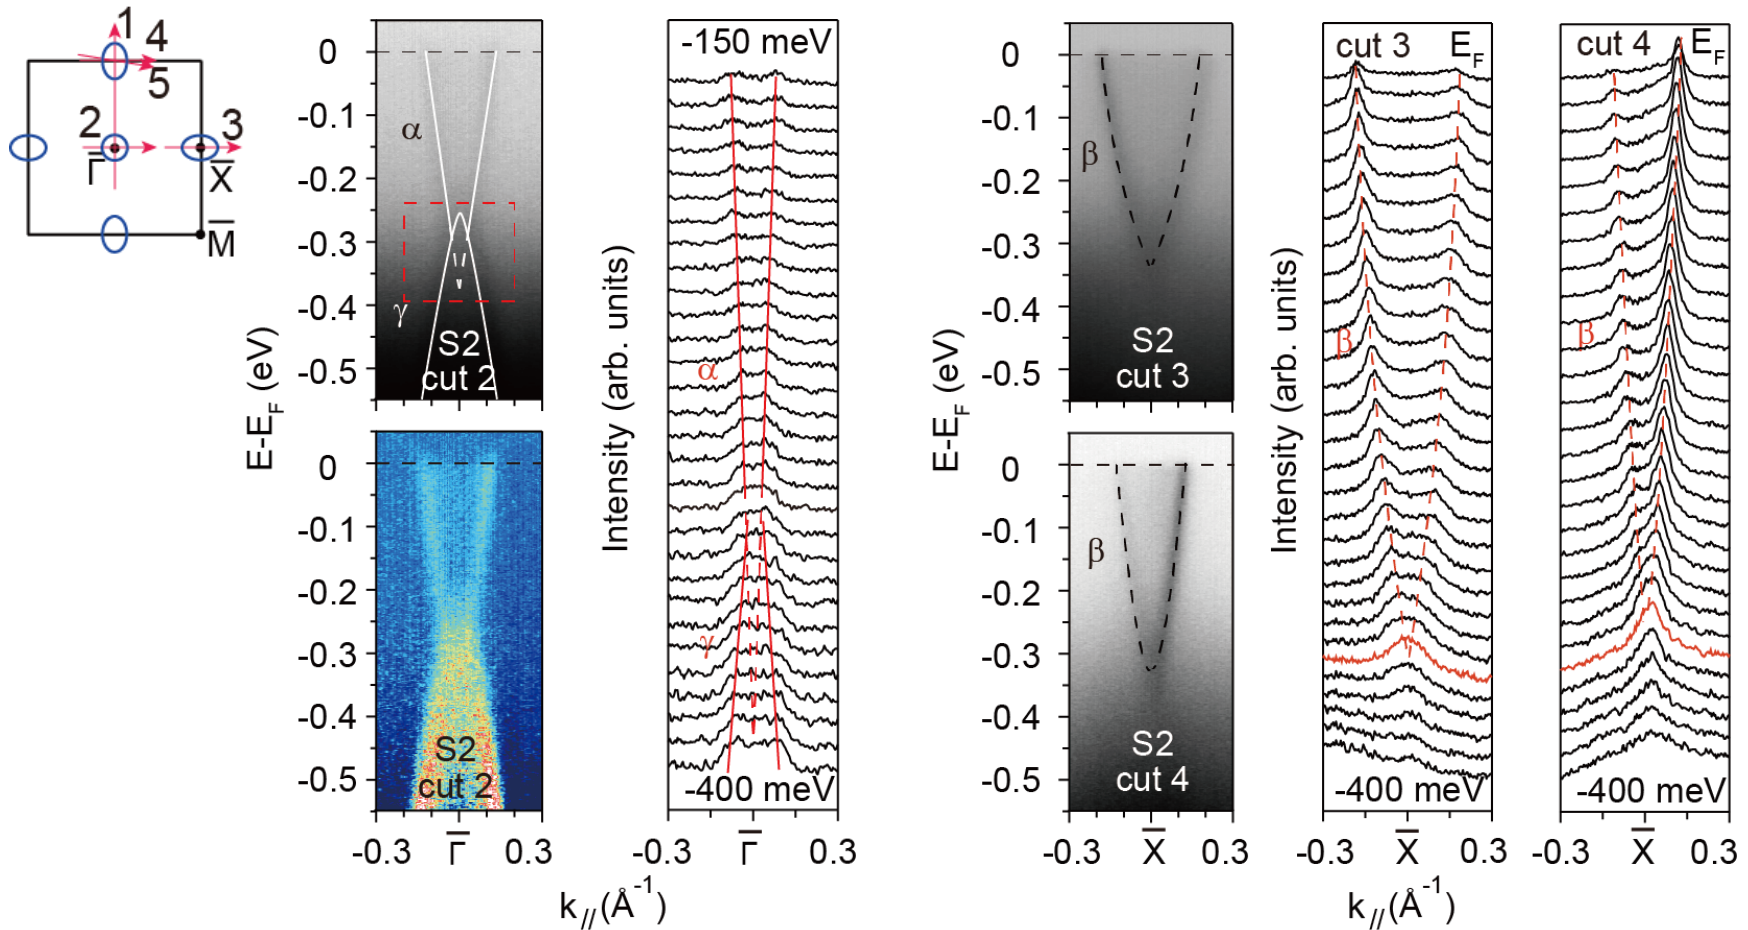 1
4
5
2
3
Γ̅
X̅
M̅
E-E_F (eV)
0
-0.1
-0.2
-0.3
-0.4
-0.5
α
γ
S2
cut 2
0
-0.1
-0.2
-0.3
-0.4
-0.5
S2
cut 2
-0.3
Γ̅
0.3
Intensity (arb. units)
-150 meV
α
γ
-400 meV
-0.3
Γ̅
0.3
k_//(Å⁻¹)
E-E_F (eV)
0
-0.1
-0.2
-0.3
-0.4
-0.5
β
S2
cut 3
0
-0.1
-0.2
-0.3
-0.4
-0.5
β
S2
cut 4
-0.3
X̅
0.3
Intensity (arb. units)
cut 3 E_F
β
-400 meV
-0.3
X̅
0.3
cut 4 E_F
β
-400 meV
-0.3
X̅
0.3
k_//(Å⁻¹)